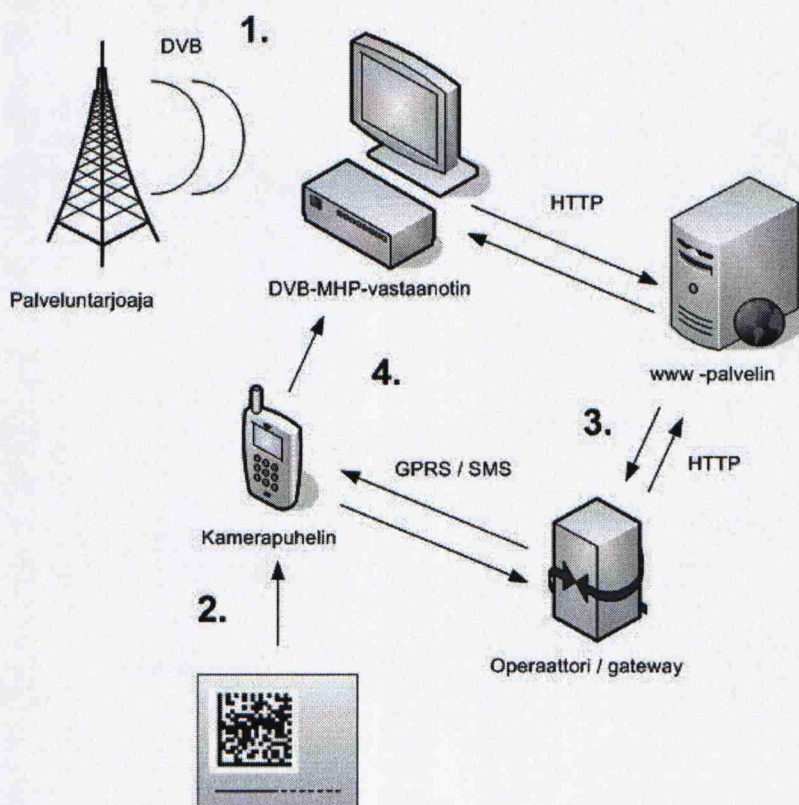 1.
DVB
HTTP
Palveluntarjoaja
DVB-MHP-vastaanotin
www -palvelin
4.
3.
HTTP
GPRS / SMS
Kamerapuhelin
2.
Operaattori / gateway